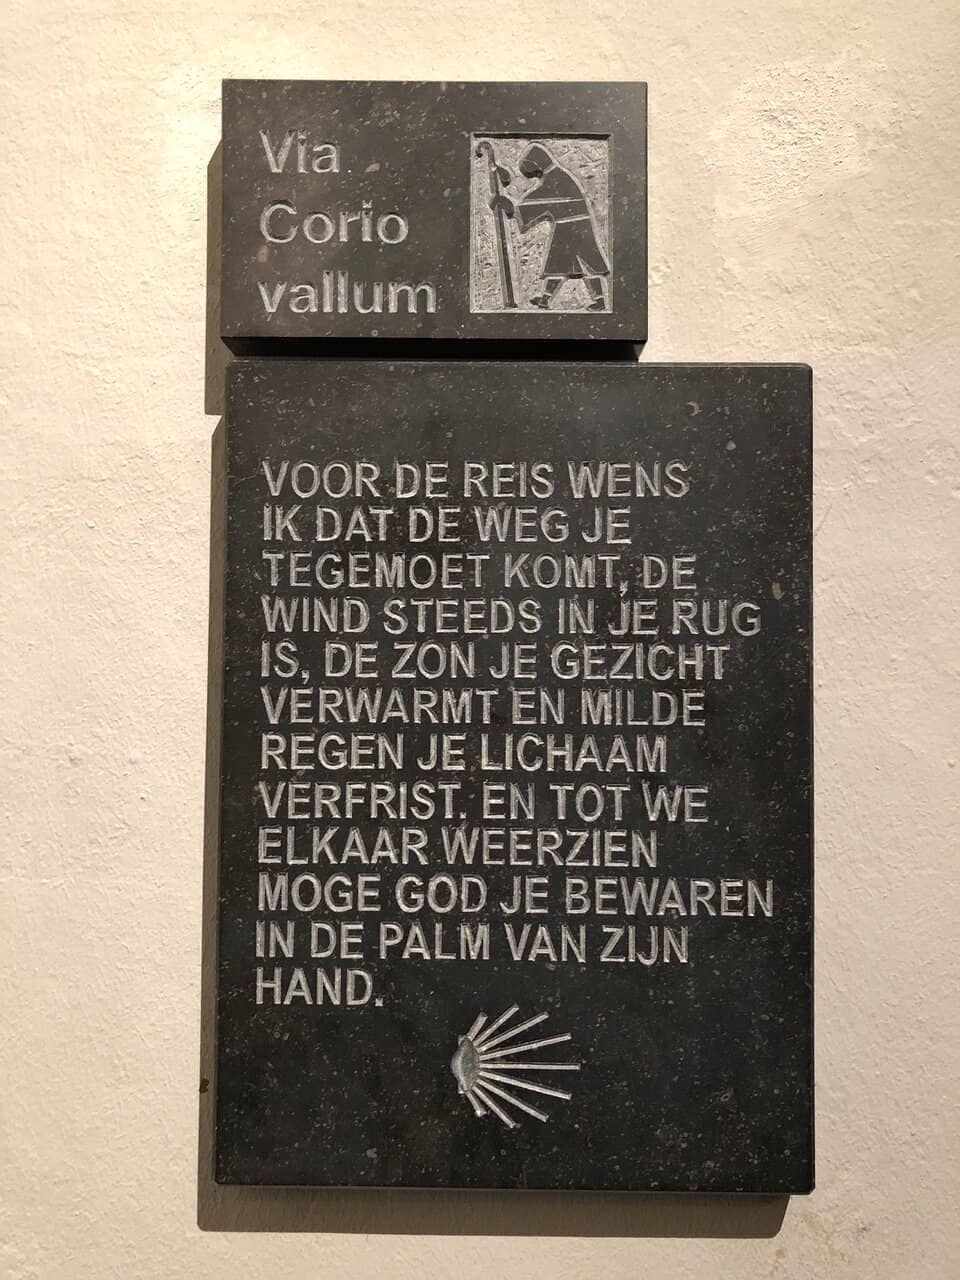 Via
Corio
vallum
VOOR DE REIS WENS
IK DAT DE WEG JE
TEGEMOET KOMT, DE
WIND STEEDS IN JE RUG
IS, DE ZON JE GEZICHT
VERWARMT EN MILDE
REGEN JE LICHAAM
VERFRIST. EN TOT WE
ELKAAR WEERZIEN
MOGE GOD JE BEWAREN
IN DE PALM VAN ZIJN
HAND.